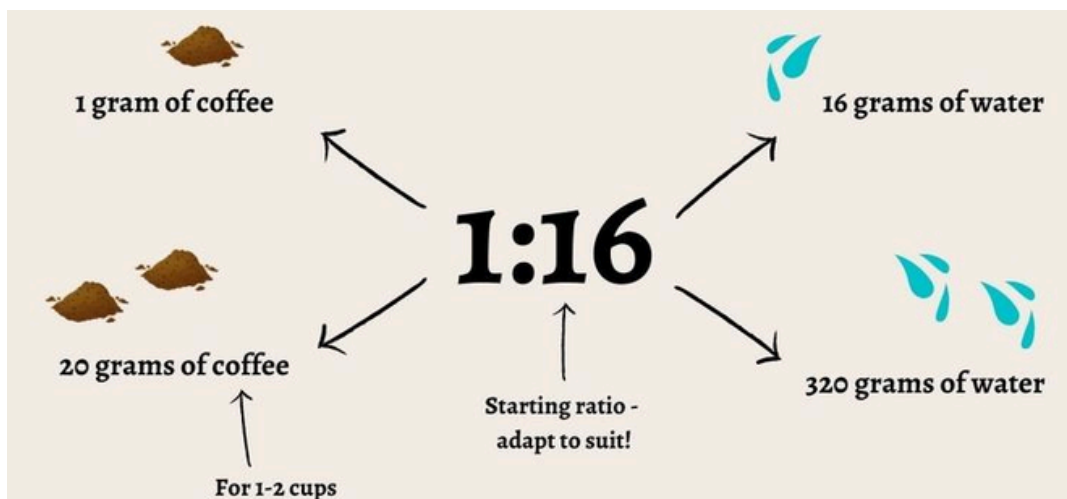 1 gram of coffee
16 grams of water
1:16
20 grams of coffee
320 grams of water
Starting ratio -
adapt to suit!
For 1-2 cups